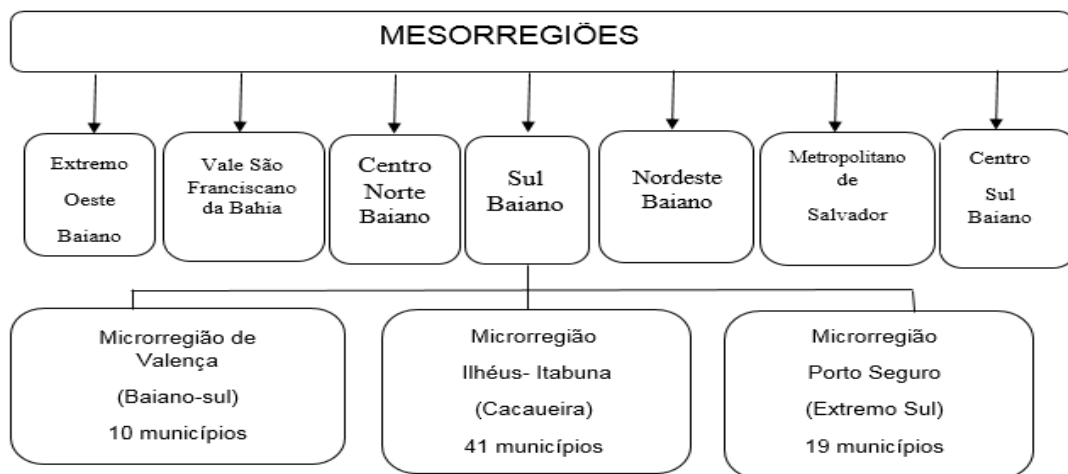 MESORREGIÕES
Extremo
Oeste
Baiano
Vale São
Franciscano
da Bahia
Centro
Norte
Baiano
Sul
Baiano
Nordeste
Baiano
Metropolitano
de
Salvador
Centro
Sul
Baiano
Microrregião de
Valença
(Baiano-sul)
10 municípios
Microrregião
Ilhéus- Itabuna
(Cacaueira)
41 municípios
Microrregião
Porto Seguro
(Extremo Sul)
19 municípios